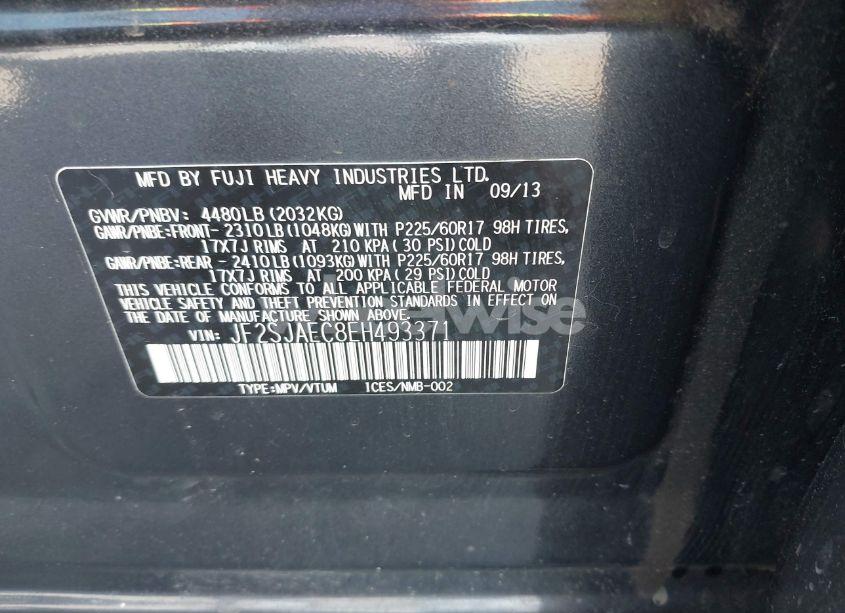 MFD BY FUJI HEAVY INDUSTRIES LTD.
MFD IN 09/13
GVWR/PNBV: 4480LB(2032KG)
GAWR/PNBE:FRONT- 2310LB(1048KG)WITH P225/60R17 98H TIRES,
17X7J RIMS AT 210 KPA(30 PSI)COLD
GAWR/PNBE:REAR - 2410LB(1093KG)WITH P225/60R17 98H TIRES,
17X7J RIMS AT 200 KPA(29 PSI)COLD
THIS VEHICLE CONFORMS TO ALL APPLICABLE FEDERAL MOTOR
VEHICLE SAFETY AND THEFT PREVENTION STANDARDS IN EFFECT ON
THE DATE OF MANUFACTURE SHOWN ABOVE.
VIN: JF2SJAEC8EH493371
TYPE:MPV/VTUM ICES/NMB-002